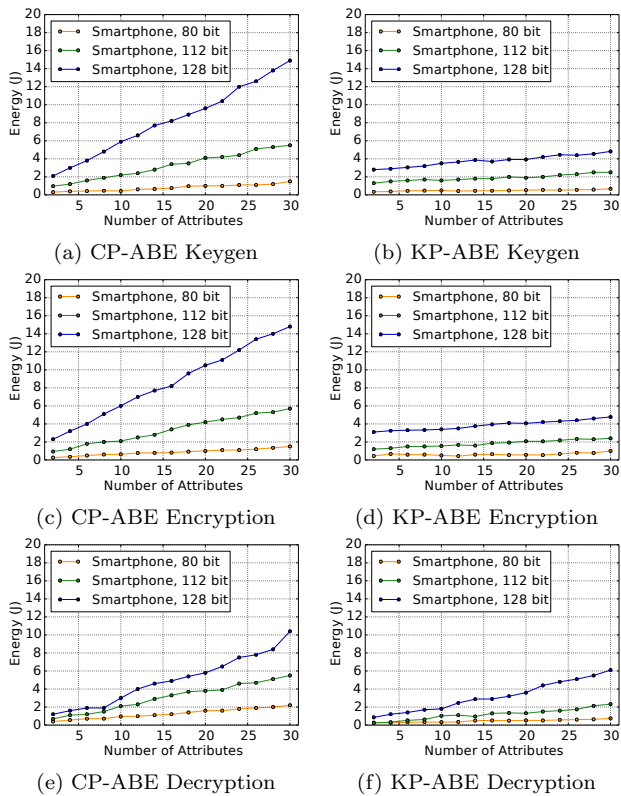 20
18
16
14
12
10
8
6
4
2
0
Energy (J)
Smartphone, 80 bit
Smartphone, 112 bit
Smartphone, 128 bit
5 10 15 20 25 30
Number of Attributes
(a) CP-ABE Keygen
20
18
16
14
12
10
8
6
4
2
0
Energy (J)
Smartphone, 80 bit
Smartphone, 112 bit
Smartphone, 128 bit
5 10 15 20 25 30
Number of Attributes
(b) KP-ABE Keygen
20
18
16
14
12
10
8
6
4
2
0
Energy (J)
Smartphone, 80 bit
Smartphone, 112 bit
Smartphone, 128 bit
5 10 15 20 25 30
Number of Attributes
(c) CP-ABE Encryption
20
18
16
14
12
10
8
6
4
2
0
Energy (J)
Smartphone, 80 bit
Smartphone, 112 bit
Smartphone, 128 bit
5 10 15 20 25 30
Number of Attributes
(d) KP-ABE Encryption
20
18
16
14
12
10
8
6
4
2
0
Energy (J)
Smartphone, 80 bit
Smartphone, 112 bit
Smartphone, 128 bit
5 10 15 20 25 30
Number of Attributes
(e) CP-ABE Decryption
20
18
16
14
12
10
8
6
4
2
0
Energy (J)
Smartphone, 80 bit
Smartphone, 112 bit
Smartphone, 128 bit
5 10 15 20 25 30
Number of Attributes
(f) KP-ABE Decryption